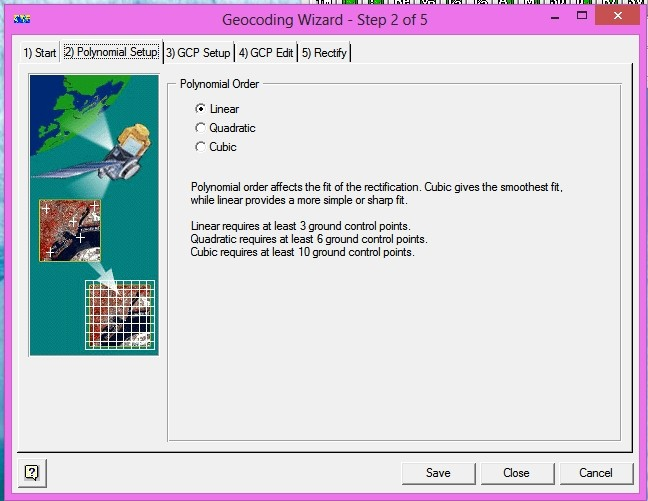 Geocoding Wizard - Step 2 of 5
1) Start
2) Polynomial Setup
3) GCP Setup
4) GCP Edit
5) Rectify
Polynomial Order
Linear
Quadratic
Cubic
Polynomial order affects the fit of the rectification. Cubic gives the smoothest fit,
while linear provides a more simple or sharp fit.
Linear requires at least 3 ground control points.
Quadratic requires at least 6 ground control points.
Cubic requires at least 10 ground control points.
Save
Close
Cancel